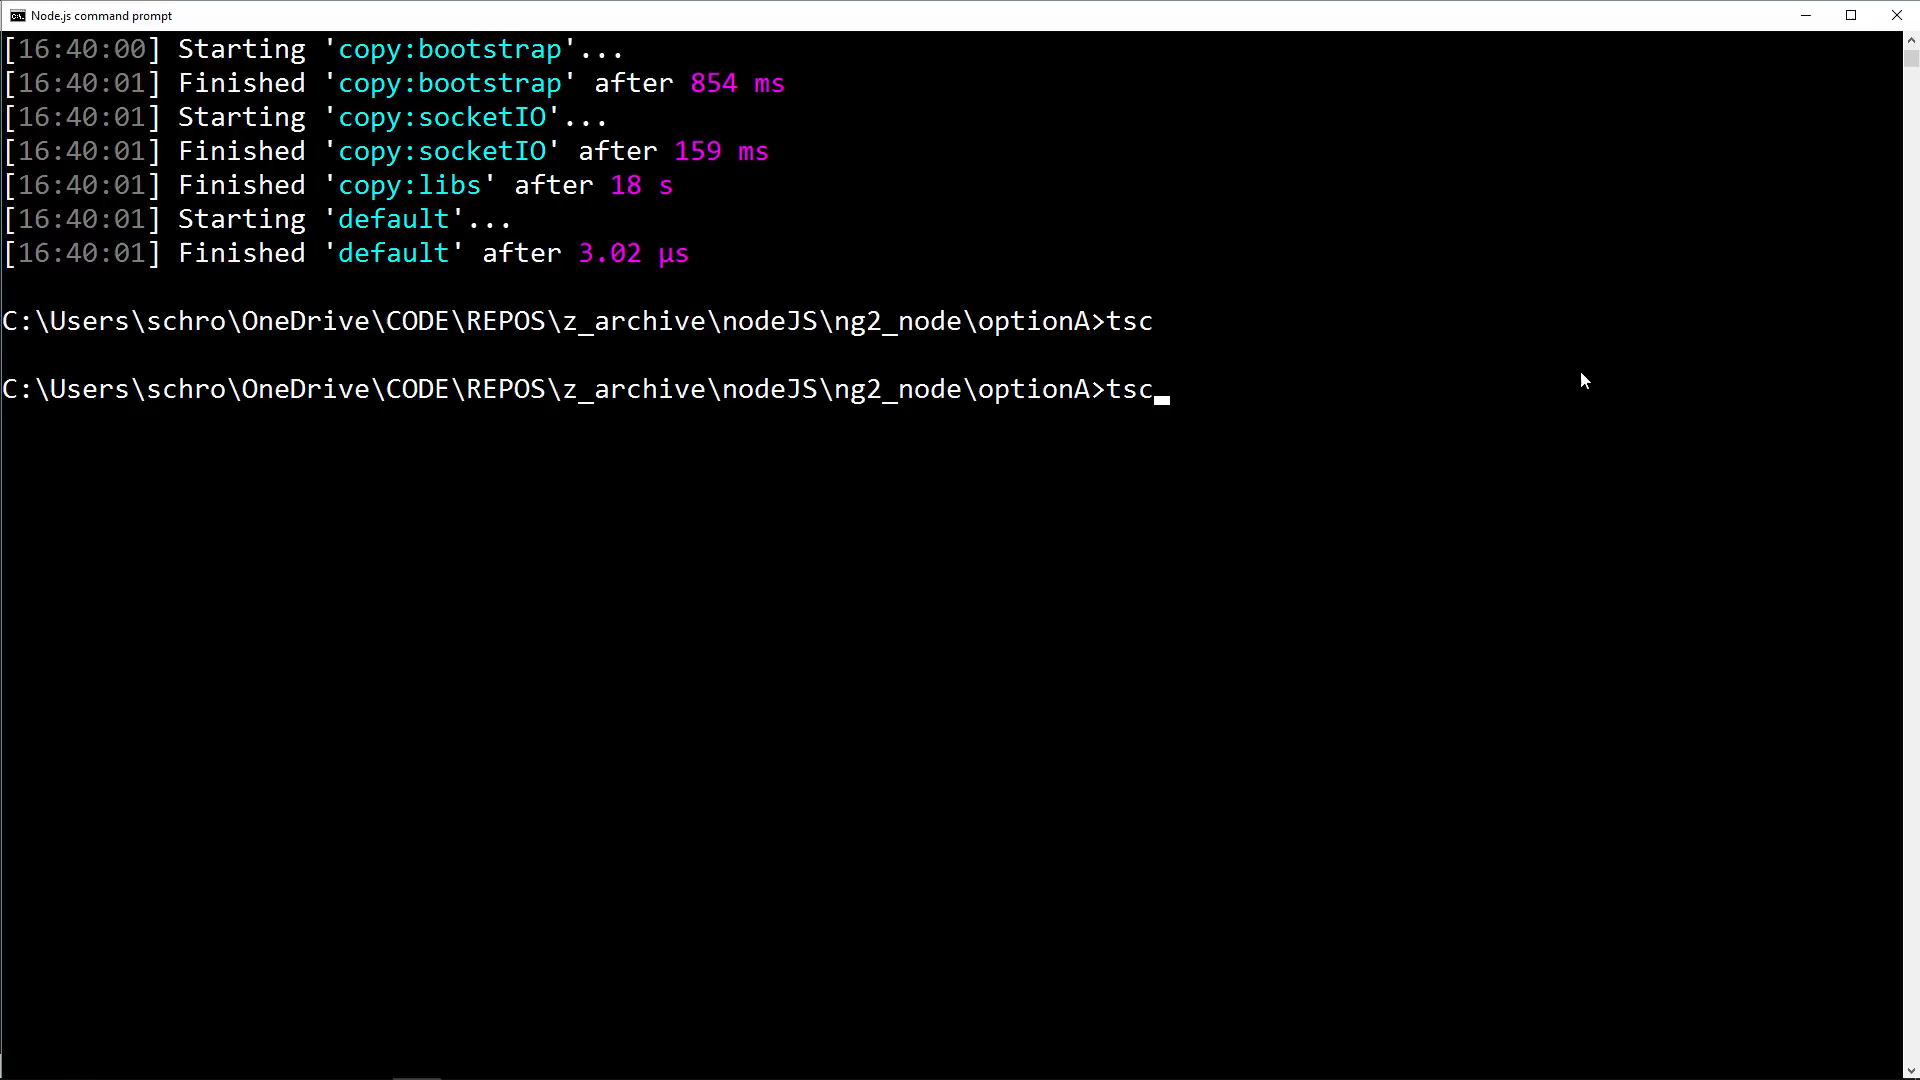 Node.js command prompt
[16:40:00] Starting 'copy:bootstrap'...
[16:40:01] Finished 'copy:bootstrap' after 854 ms
[16:40:01] Starting 'copy:socketIO'...
[16:40:01] Finished 'copy:socketIO' after 159 ms
[16:40:01] Finished 'copy:libs' after 18 s
[16:40:01] Starting 'default'...
[16:40:01] Finished 'default' after 3.02 μs
C:\Users\schro\OneDrive\CODE\REPOS\z_archive\nodeJS\ng2_node\optionA>tsc
C:\Users\schro\OneDrive\CODE\REPOS\z_archive\nodeJS\ng2_node\optionA>tsc